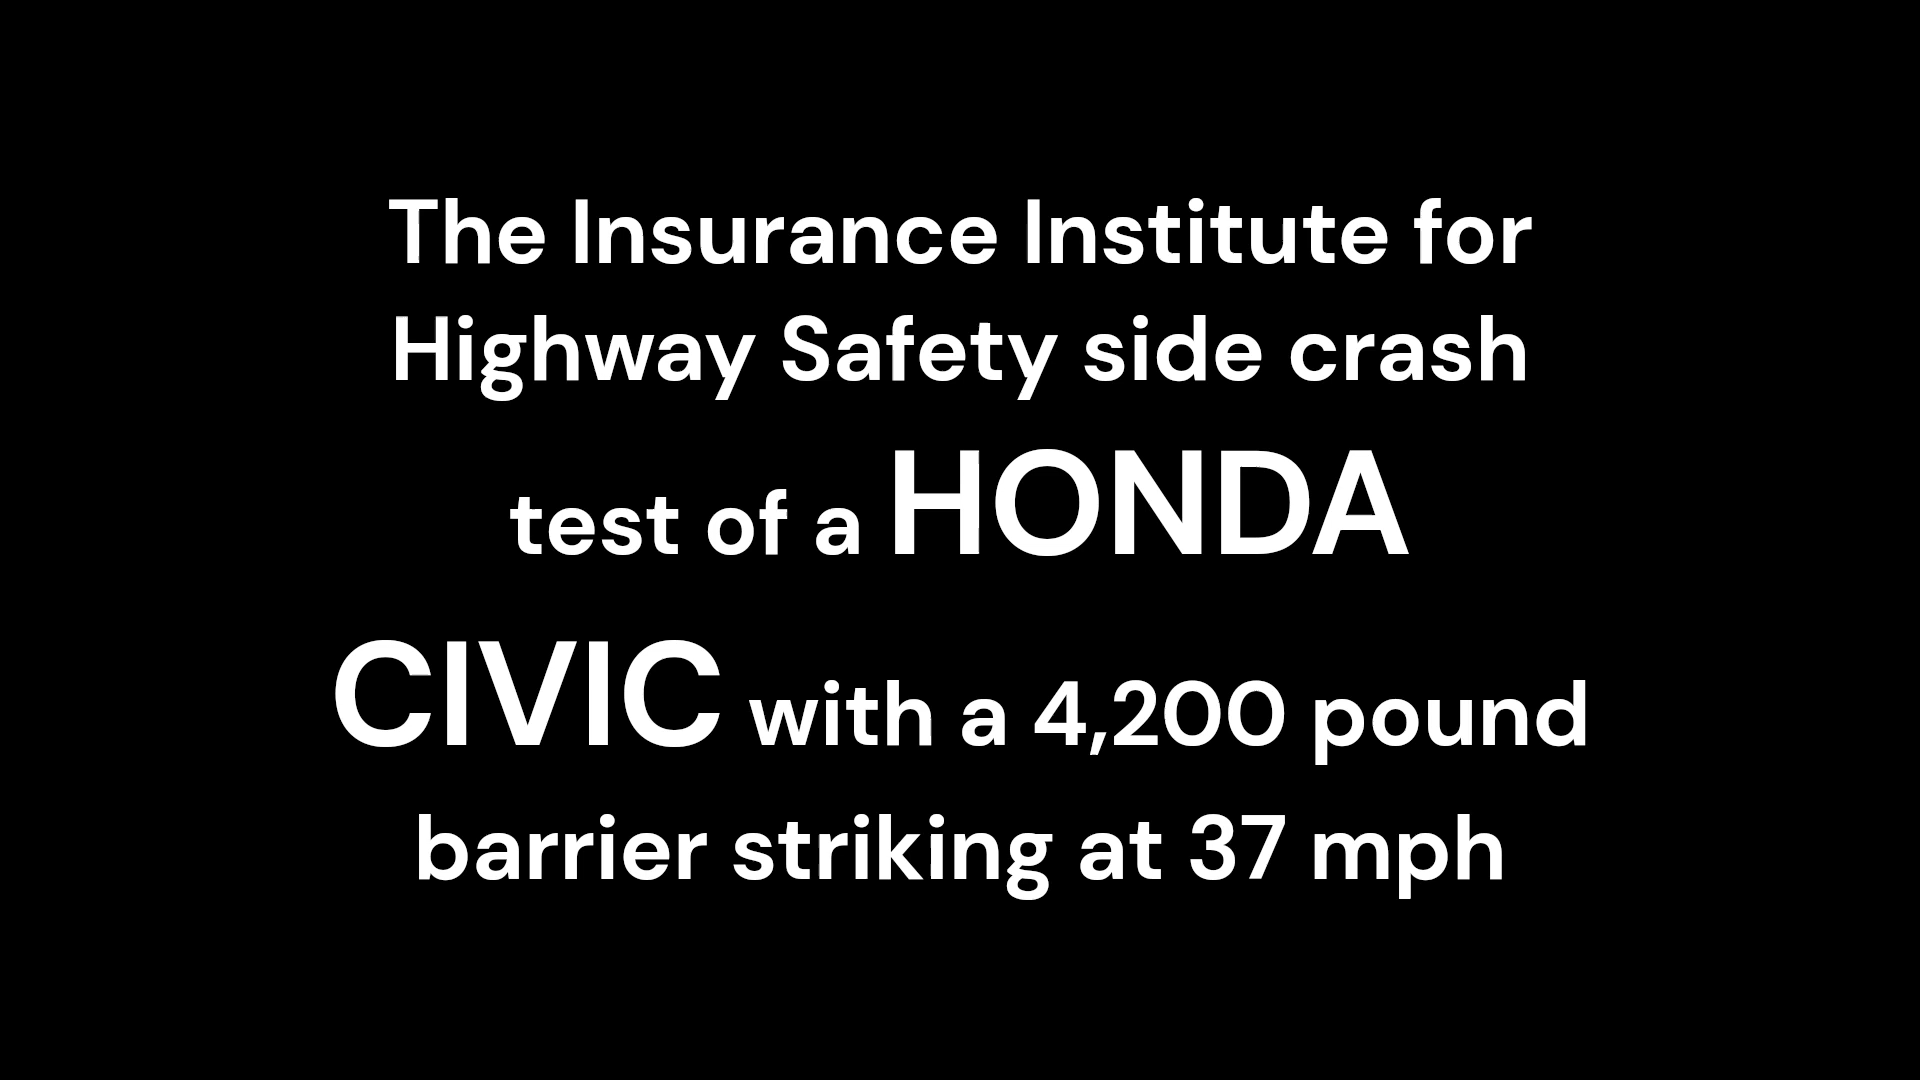 The Insurance Institute for
Highway Safety side crash
test of a HONDA
CIVIC with a 4,200 pound
barrier striking at 37 mph